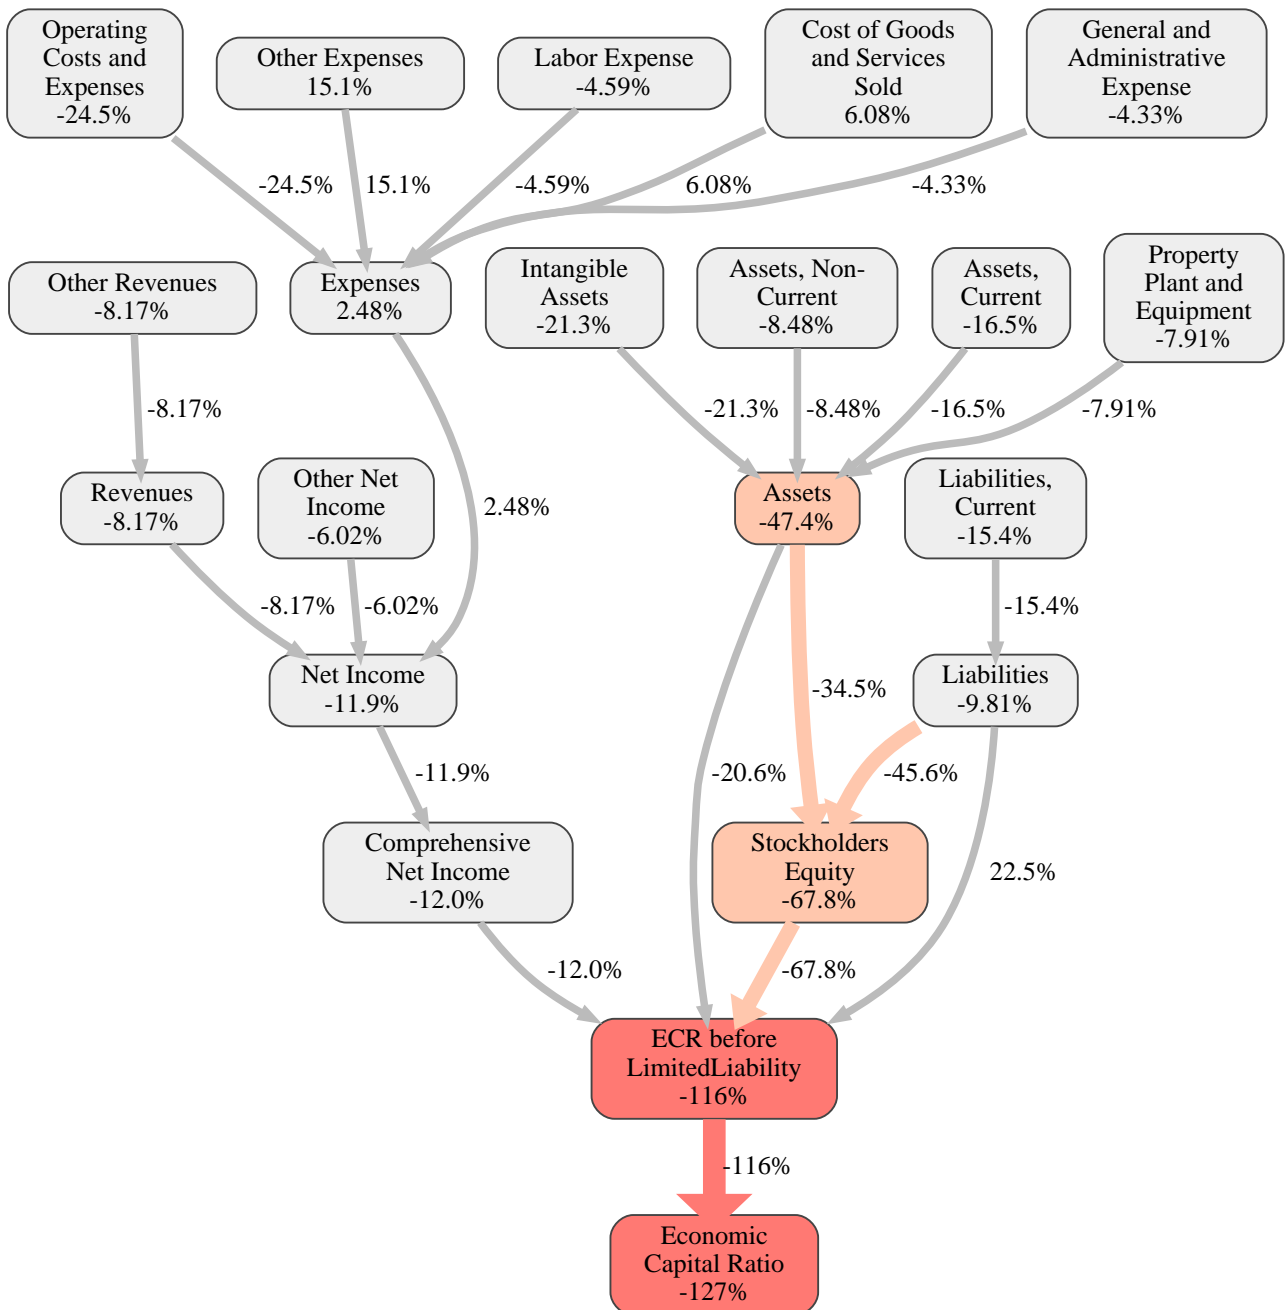 Operating
Costs and
Expenses
-24.5%
Other Expenses
15.1%
Labor Expense
-4.59%
Cost of Goods
and Services
Sold
6.08%
General and
Administrative
Expense
-4.33%
-24.5%
15.1%
-4.59%
6.08%
-4.33%
Other Revenues
-8.17%
Expenses
2.48%
Intangible
Assets
-21.3%
Assets, Non-
Current
-8.48%
Assets,
Current
-16.5%
Property
Plant and
Equipment
-7.91%
-8.17%
-21.3%
-8.48%
-16.5%
-7.91%
Revenues
-8.17%
Other Net
Income
-6.02%
2.48%
Assets
-47.4%
Liabilities,
Current
-15.4%
-8.17%
-6.02%
-15.4%
Net Income
-11.9%
-34.5%
Liabilities
-9.81%
-11.9%
-20.6%
-45.6%
Comprehensive
Net Income
-12.0%
Stockholders
Equity
-67.8%
22.5%
-12.0%
-67.8%
ECR before
LimitedLiability
-116%
-116%
Economic
Capital Ratio
-127%